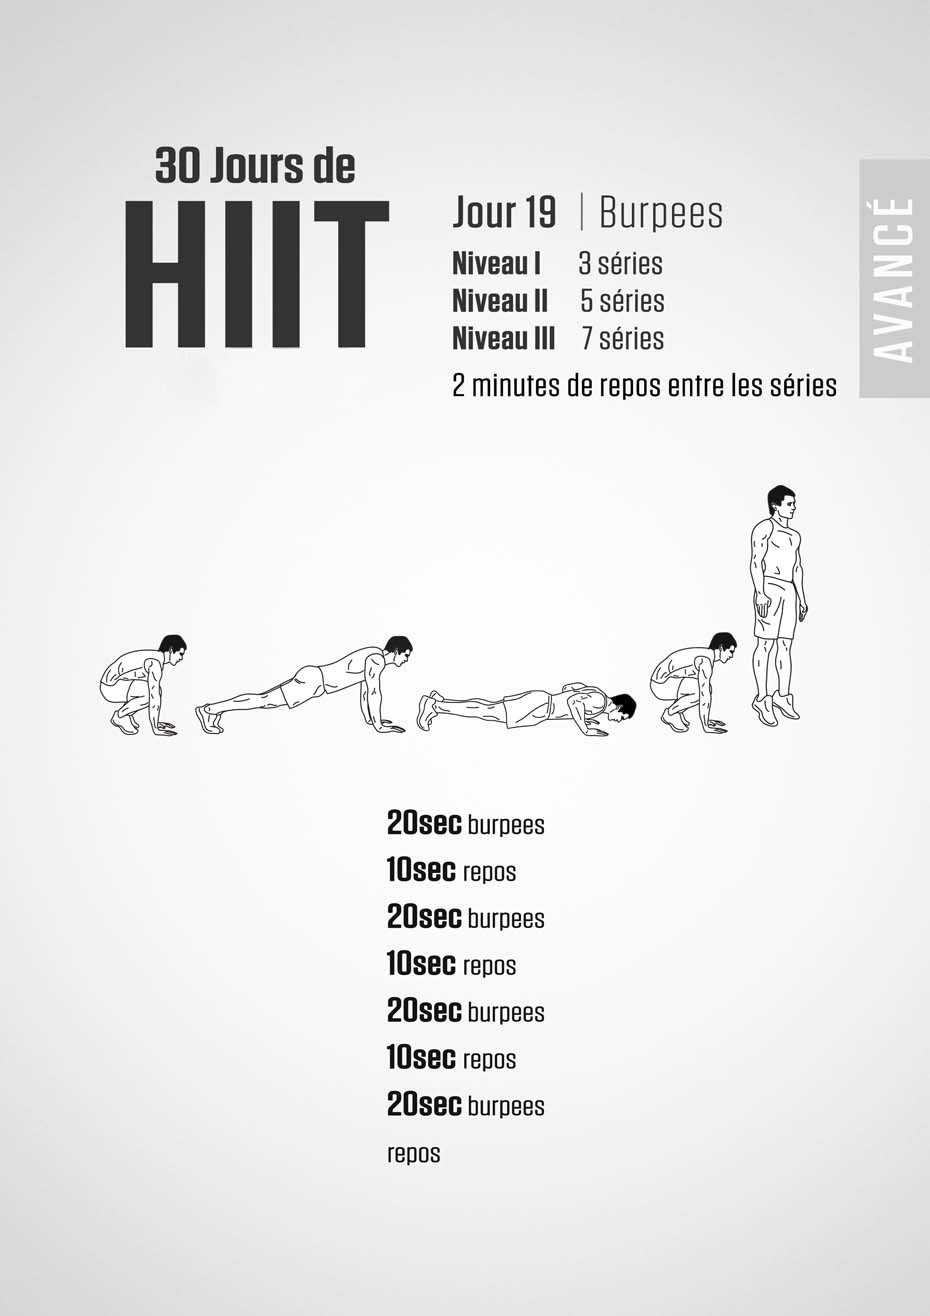 30 Jours de
HIIT
Jour 19 | Burpees
Niveau I 3 séries
Niveau II 5 séries
Niveau III 7 séries
2 minutes de repos entre les séries
AVANCÉ
20sec burpees
10sec repos
20sec burpees
10sec repos
20sec burpees
10sec repos
20sec burpees
repos